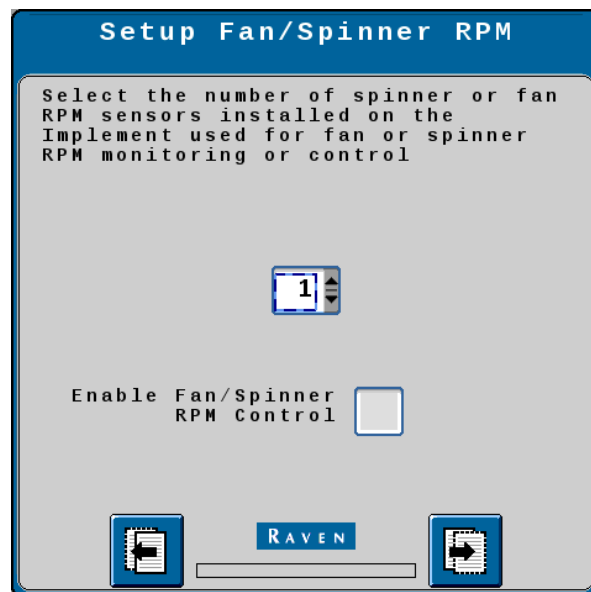 Setup Fan/Spinner RPM
Select the number of spinner or fan
RPM sensors installed on the
Implement used for fan or spinner
RPM monitoring or control
1
Enable Fan/Spinner
RPM Control
RAVEN